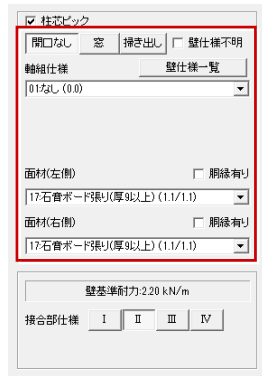 柱芯ピック
開口なし 窓 掃き出し 壁仕様不明
軸組仕様 壁仕様一覧
01:なし (0.0)
面材(左側) 胴縁有り
17:石膏ボード張り(厚9以上) (1.1/1.1)
面材(右側) 胴縁有り
17:石膏ボード張り(厚9以上) (1.1/1.1)
壁基準耐力:2.20 kN/m
接合部仕様 I II III IV